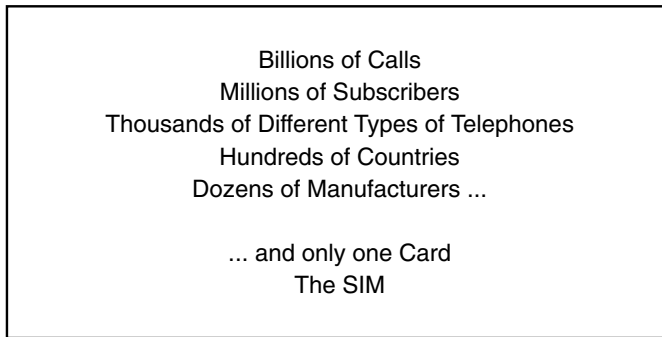 Billions of Calls
Millions of Subscribers
Thousands of Different Types of Telephones
Hundreds of Countries
Dozens of Manufacturers ...
... and only one Card
The SIM